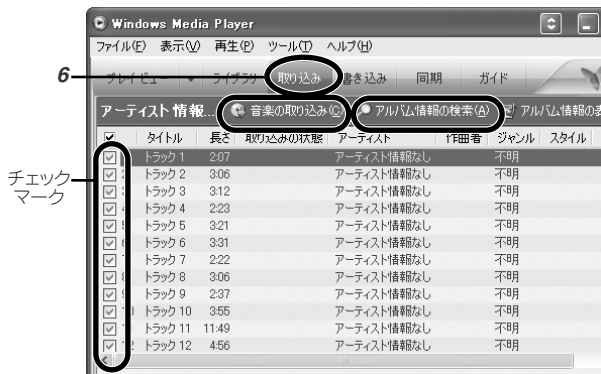 Windows Media Player
ファイル(F) 表示(V) 再生(P) ツール(T) ヘルプ(H)
6
プレイビュー ライブラリ 取り込み 書き込み 同期 ガイド
アーティスト情報... 音楽の取り込み(C) アルバム情報の検索(A) アルバム情報の
タイトル 長さ 取り込みの状態 アーティスト 作曲者 ジャンル スタイル
チェックマーク
トラック 1 2:07 アーティスト情報なし 不明
2 トラック 2 3:06 アーティスト情報なし 不明
3 トラック 3 3:12 アーティスト情報なし 不明
4 トラック 4 2:23 アーティスト情報なし 不明
5 トラック 5 3:21 アーティスト情報なし 不明
6 トラック 6 3:31 アーティスト情報なし 不明
7 トラック 7 2:22 アーティスト情報なし 不明
8 トラック 8 3:06 アーティスト情報なし 不明
9 トラック 9 2:37 アーティスト情報なし 不明
10 トラック 10 3:55 アーティスト情報なし 不明
トラック 11 11:49 アーティスト情報なし 不明
12 トラック 12 4:56 アーティスト情報なし 不明